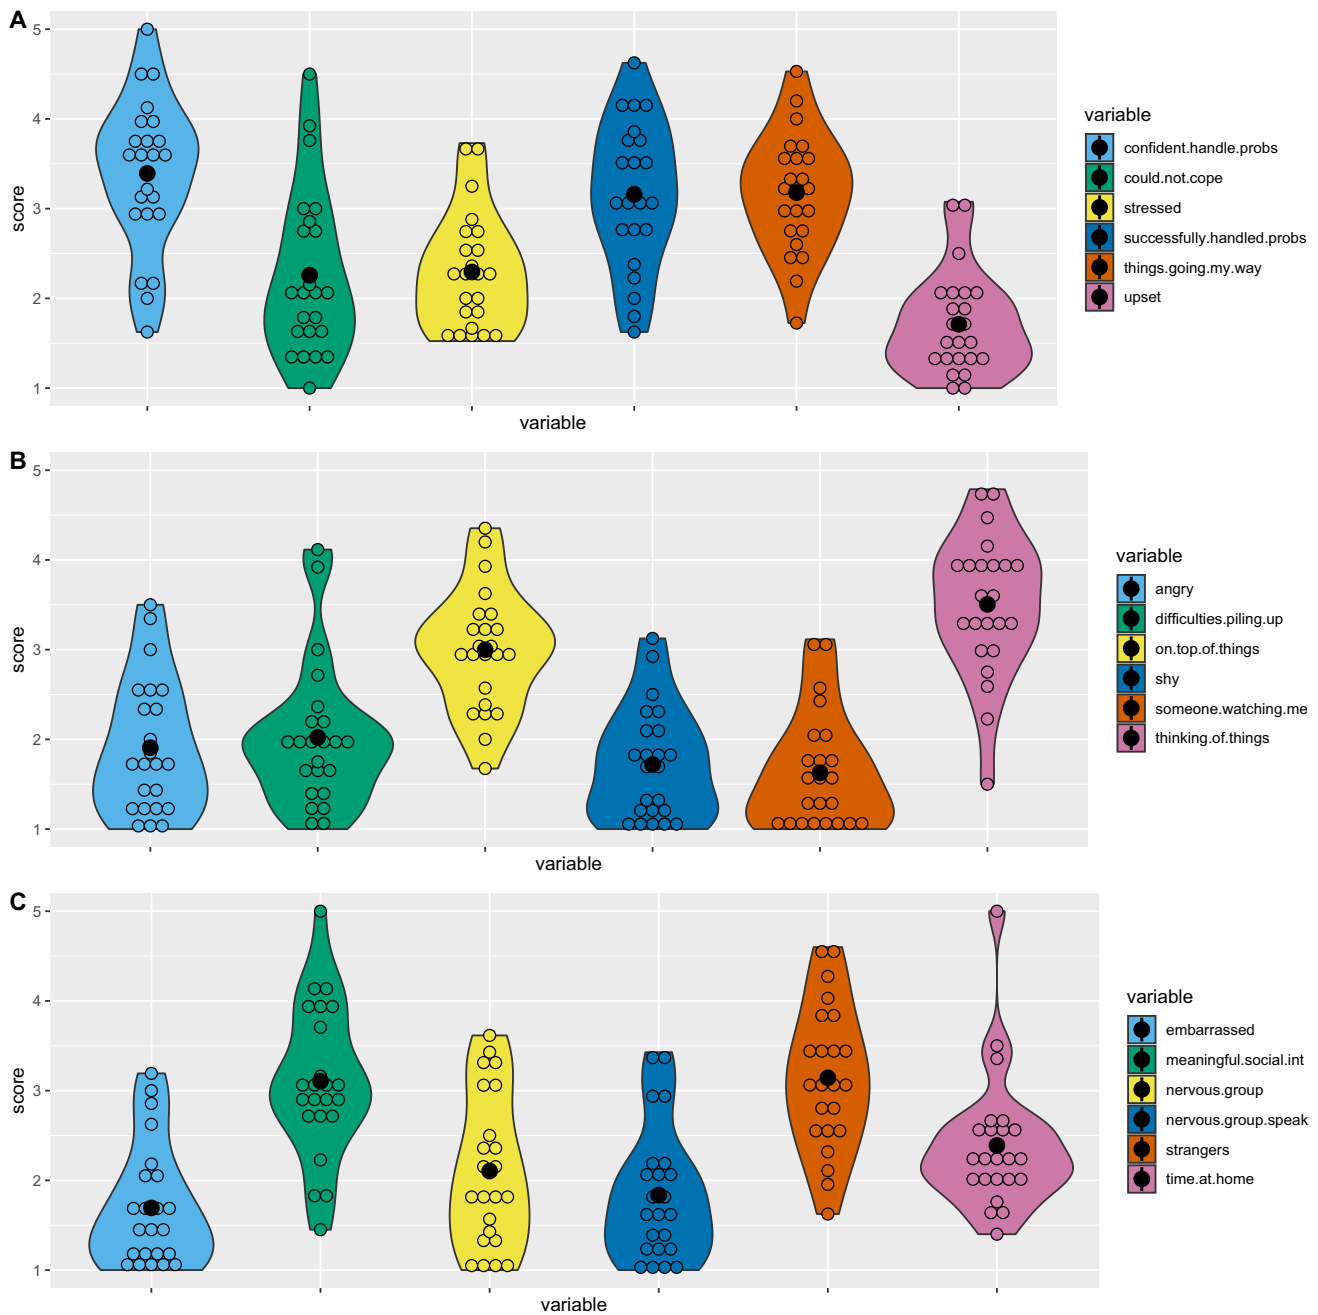 A
5
4
3
2
1
score
variable
variable
confident.handle.probs
could.not.cope
stressed
successfully.handled.probs
things.going.my.way
upset
B
5
4
3
2
1
score
variable
variable
angry
difficulties.piling.up
on.top.of.things
shy
someone.watching.me
thinking.of.things
C
5
4
3
2
1
score
variable
variable
embarrassed
meaningful.social.int
nervous.group
nervous.group.speak
strangers
time.at.home